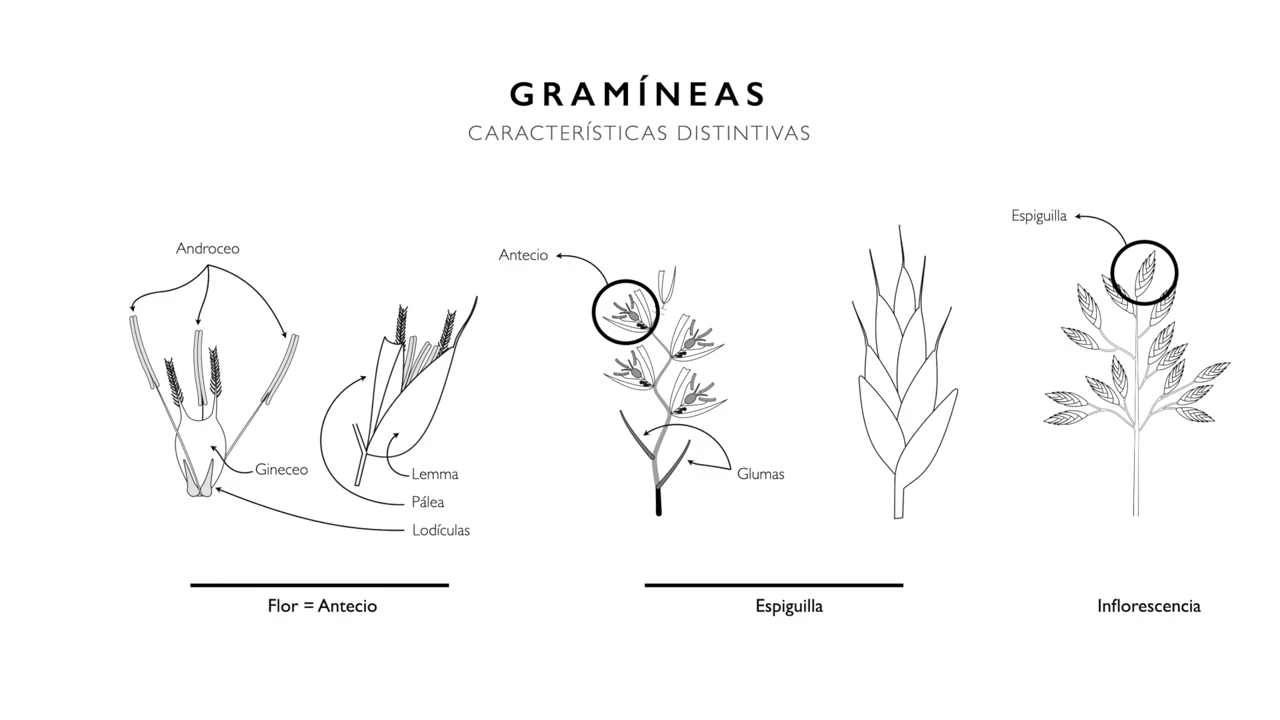 GRAMÍNEAS
CARACTERÍSTICAS DISTINTIVAS
Androceo
Gineceo
Lemma
Pálea
Lodículas
Flor = Antecio
Antecio
Glumas
Espiguilla
Espiguilla
Inflorescencia